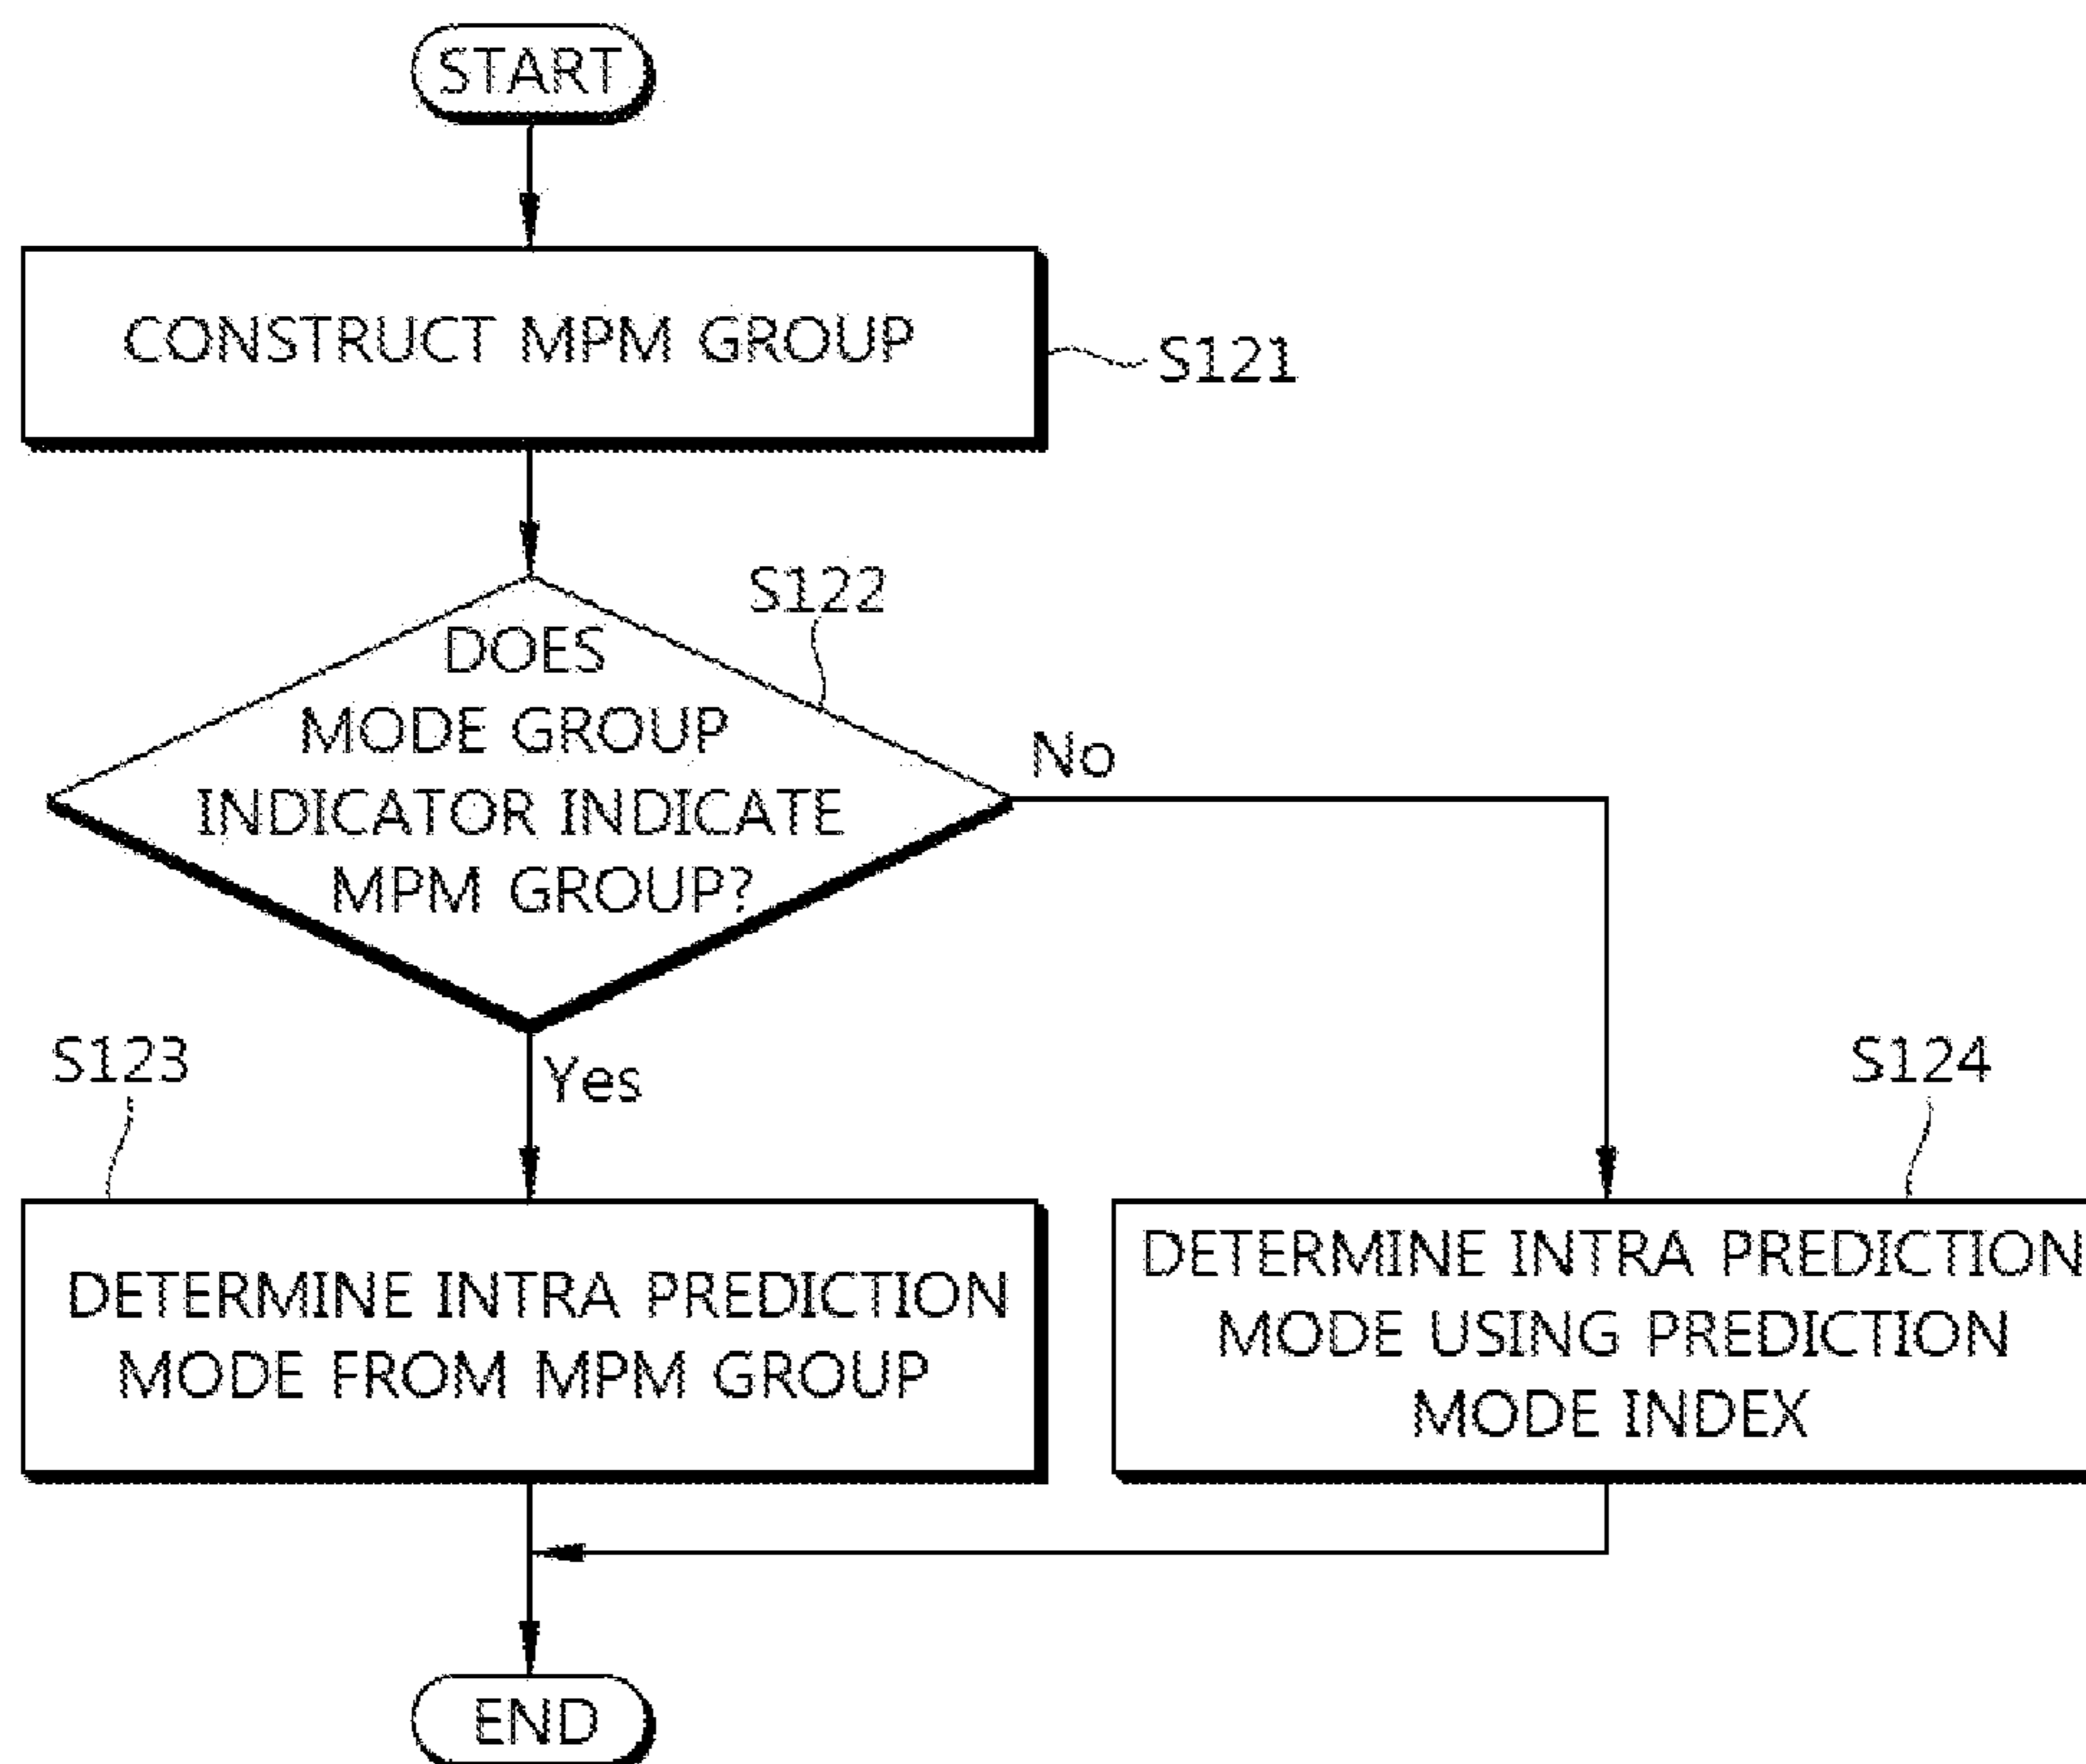 START
CONSTRUCT MPM GROUP
S121
S122
DOES
MODE GROUP
INDICATOR INDICATE
MPM GROUP?
No
Yes
S123
DETERMINE INTRA PREDICTION
MODE FROM MPM GROUP
S124
DETERMINE INTRA PREDICTION
MODE USING PREDICTION
MODE INDEX
END